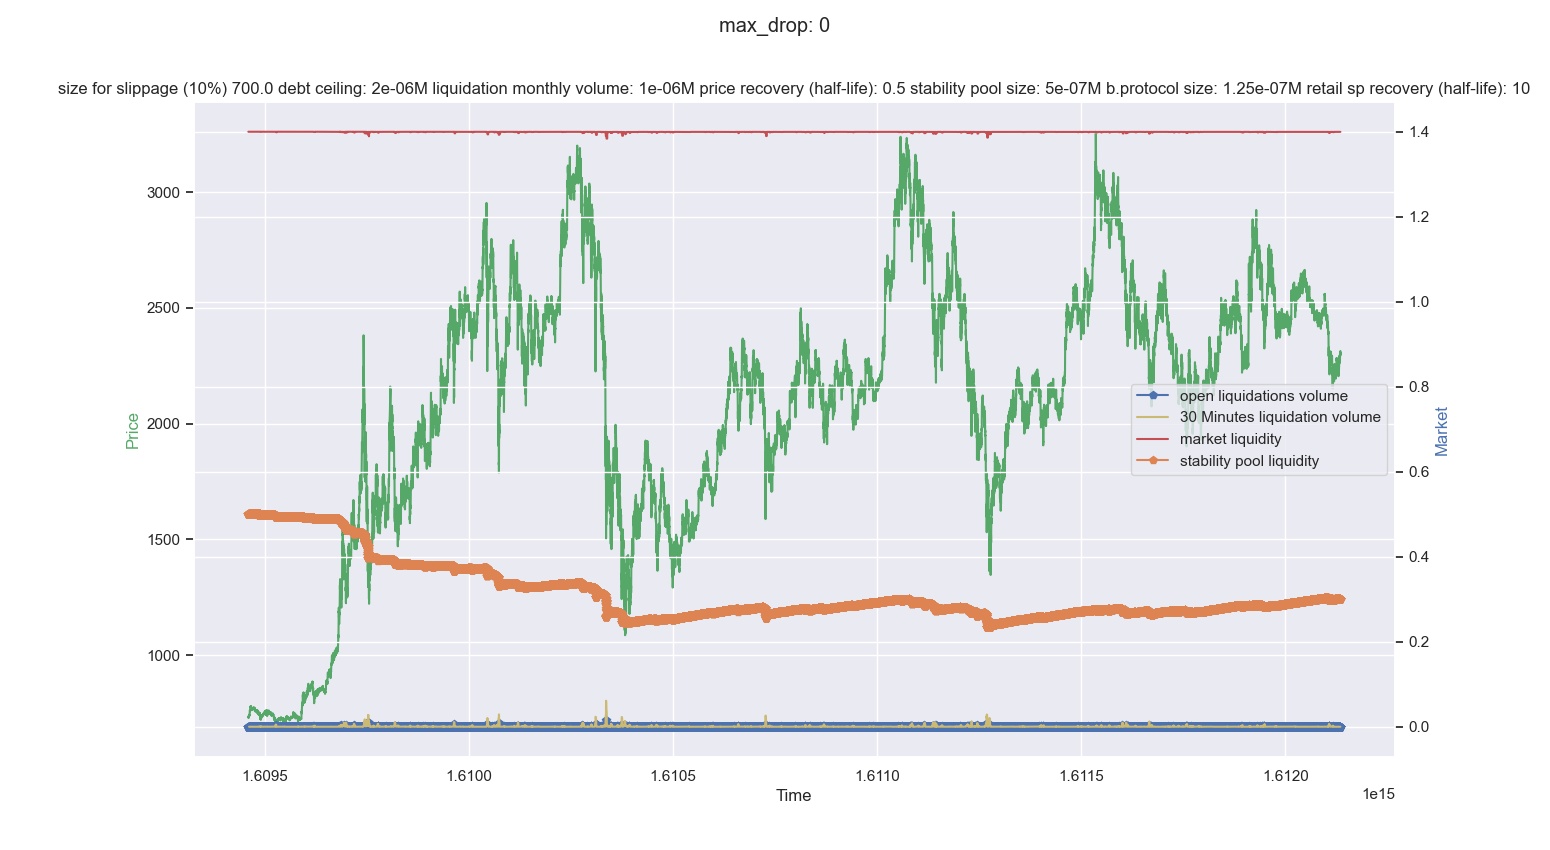 max_drop: 0
size for slippage (10%) 700.0 debt ceiling: 2e-06M liquidation monthly volume: 1e-06M price recovery (half-life): 0.5 stability pool size: 5e-07M b.protocol size: 1.25e-07M retail sp recovery (half-life): 10
3000
2500
2000
1500
1000
Price
1.4
1.2
1.0
0.8
0.6
0.4
0.2
0.0
Market
open liquidations volume
30 Minutes liquidation volume
market liquidity
stability pool liquidity
1.6095 1.6100 1.6105 1.6110 1.6115 1.6120
Time
1e15